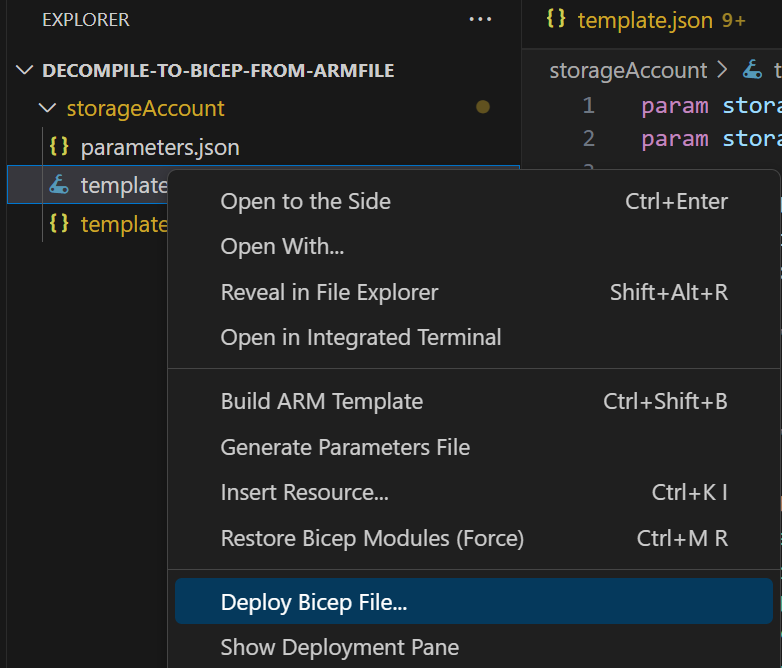 EXPLORER
···
DECOMPILE-TO-BICEP-FROM-ARMFILE
storageAccount
{} parameters.json
template
{} template
{} template.json 9+
storageAccount > t
1 param stora
2 param stora
Open to the Side Ctrl+Enter
Open With...
Reveal in File Explorer Shift+Alt+R
Open in Integrated Terminal
Build ARM Template Ctrl+Shift+B
Generate Parameters File
Insert Resource... Ctrl+K I
Restore Bicep Modules (Force) Ctrl+M R
Deploy Bicep File...
Show Deployment Pane